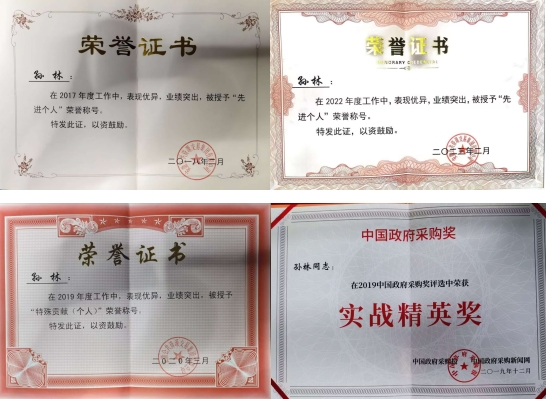 荣誉证书
孙林：
在2017年度工作中，表现优异，业绩突出，被授予“先
进个人”荣誉称号。
特发此证，以资鼓励。
二〇一八年二月
荣誉证书
HONORARY CREDENTIAL
孙林：
在2022年度工作中，表现优异，业绩突出，被授予“先
进个人”荣誉称号。
特发此证，以资鼓励。
二〇二三年二月
荣誉证书
孙林：
在2019年度工作中，表现优异，业绩突出，被授予
“特殊贡献（个人）”荣誉称号。
特发此证，以资鼓励。
二〇二〇年三月
中国政府采购奖
孙林同志：
在2019中国政府采购奖评选中荣获
实战精英奖
中国政府采购报 中国政府采购新闻网
二〇一九年十二月